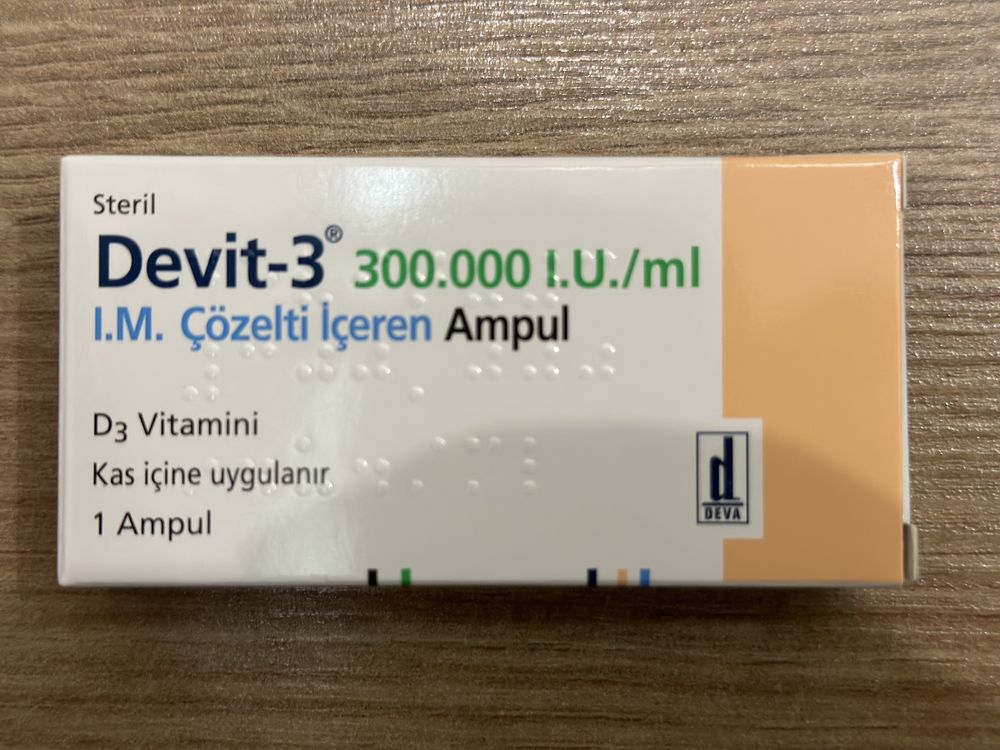 Steril
Devit-3® 300.000 I.U./ml
I.M. Çözelti İçeren Ampul
D3 Vitamini
Kas içine uygulanır
1 Ampul
d
DEVA